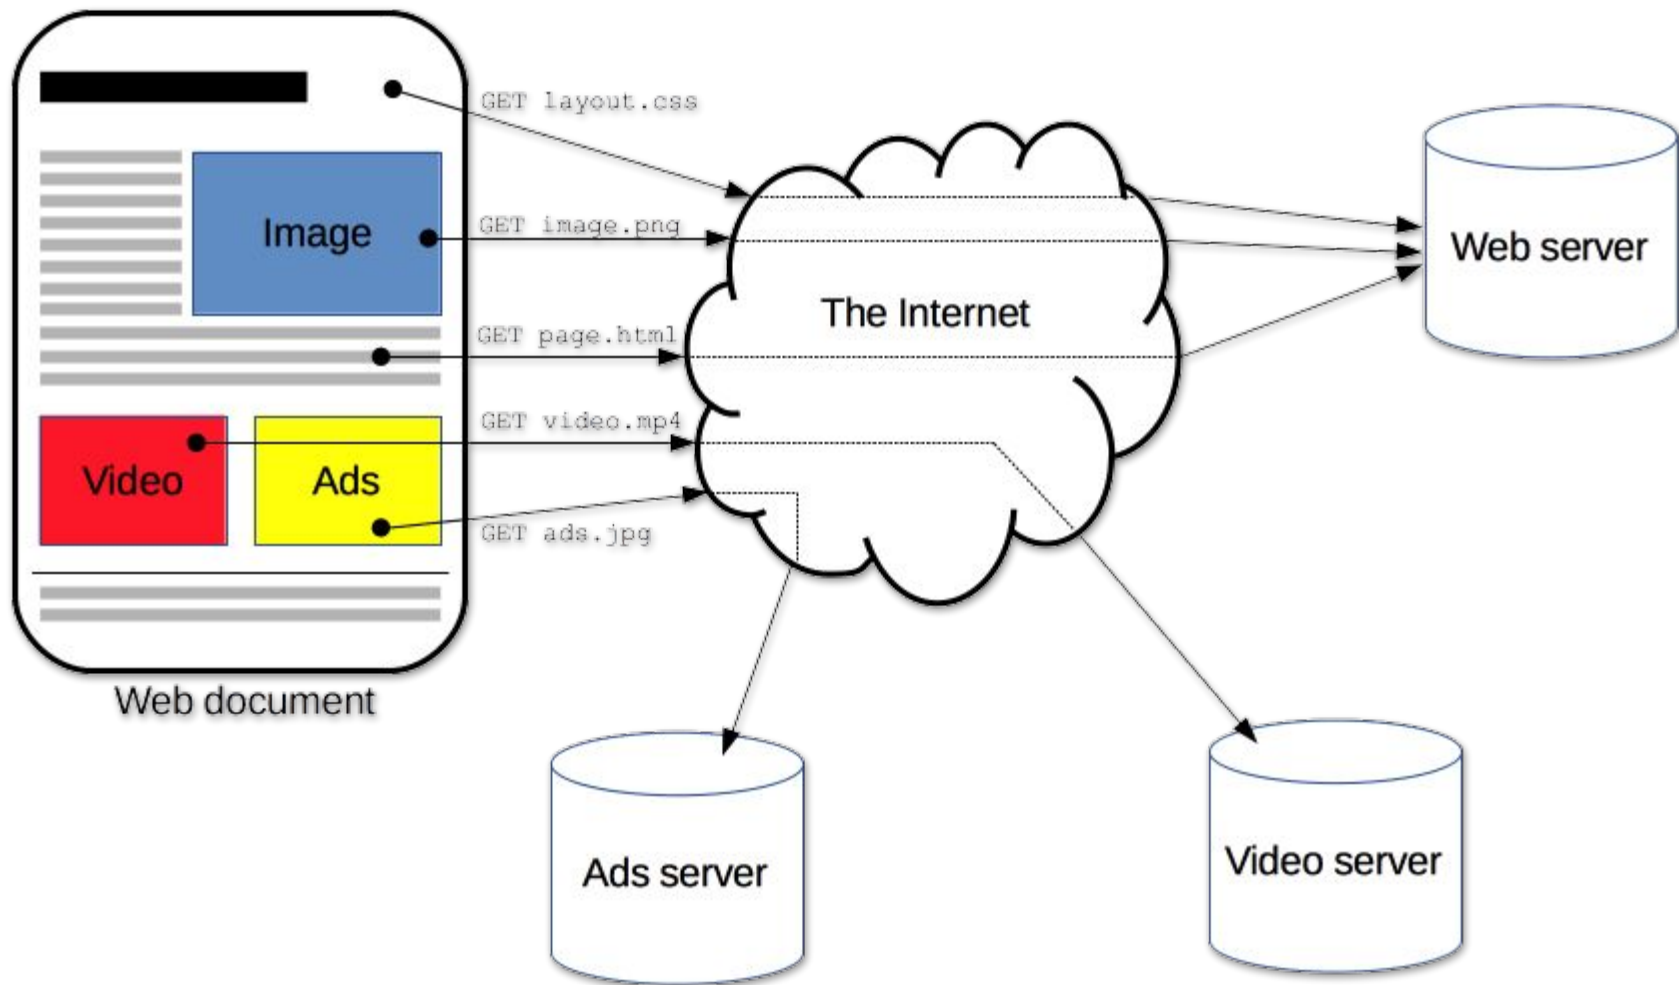 GET layout.css
Image
GET image.png
Web server
The Internet
GET page.html
GET video.mp4
Video
Ads
GET ads.jpg
Web document
Ads server
Video server